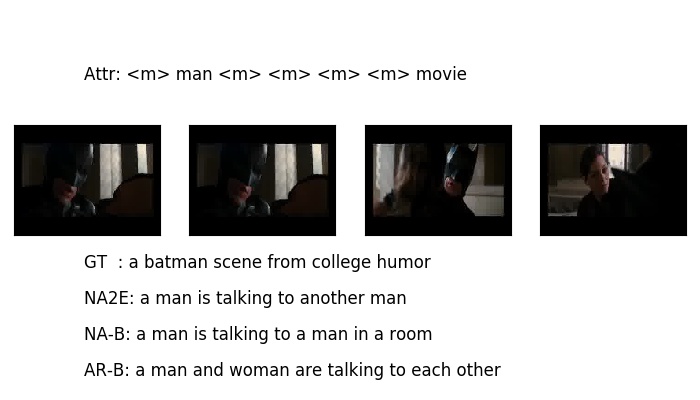 Attr: <m> man <m> <m> <m> <m> movie
GT  : a batman scene from college humor
NA2E: a man is talking to another man
NA-B: a man is talking to a man in a room
AR-B: a man and woman are talking to each other